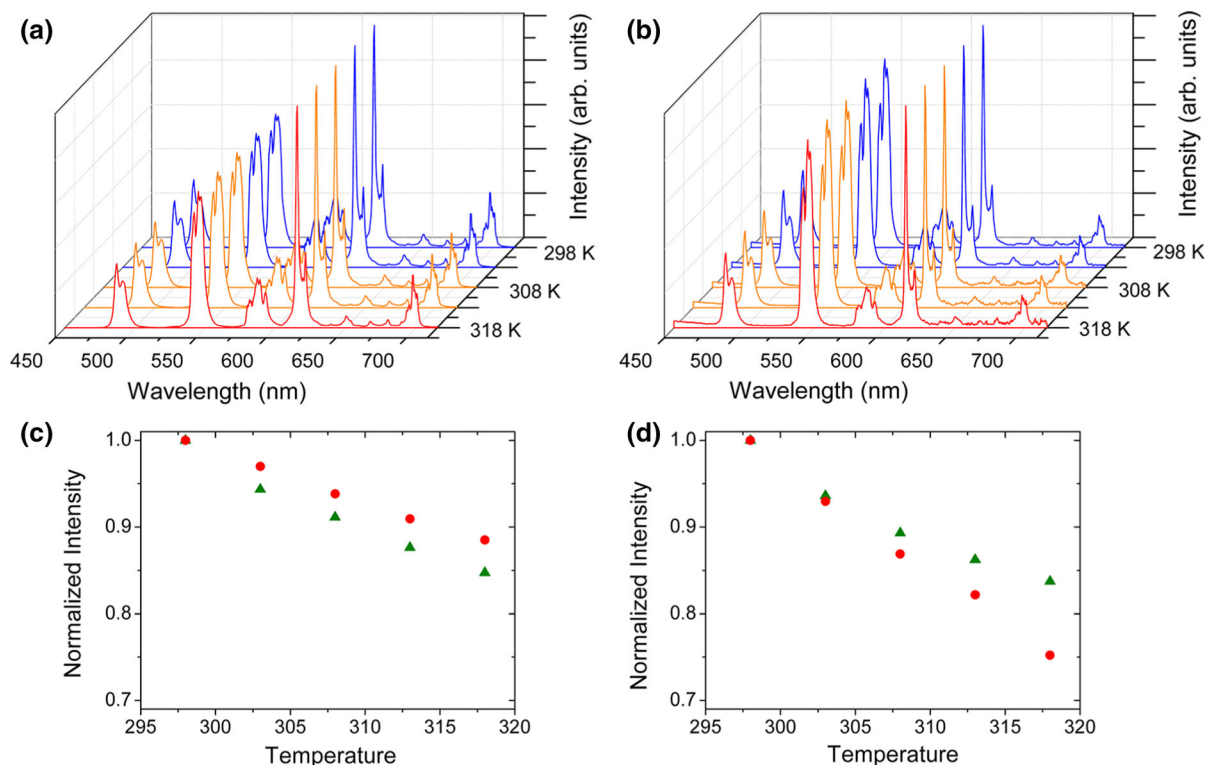 (a)
Intensity (arb. units)
298 K
308 K
318 K
450 500 550 600 650 700
Wavelength (nm)
(b)
Intensity (arb. units)
298 K
308 K
318 K
450 500 550 600 650 700
Wavelength (nm)
(c)
Normalized Intensity
1.0
0.9
0.8
0.7
295 300 305 310 315 320
Temperature
(d)
Normalized Intensity
1.0
0.9
0.8
0.7
295 300 305 310 315 320
Temperature